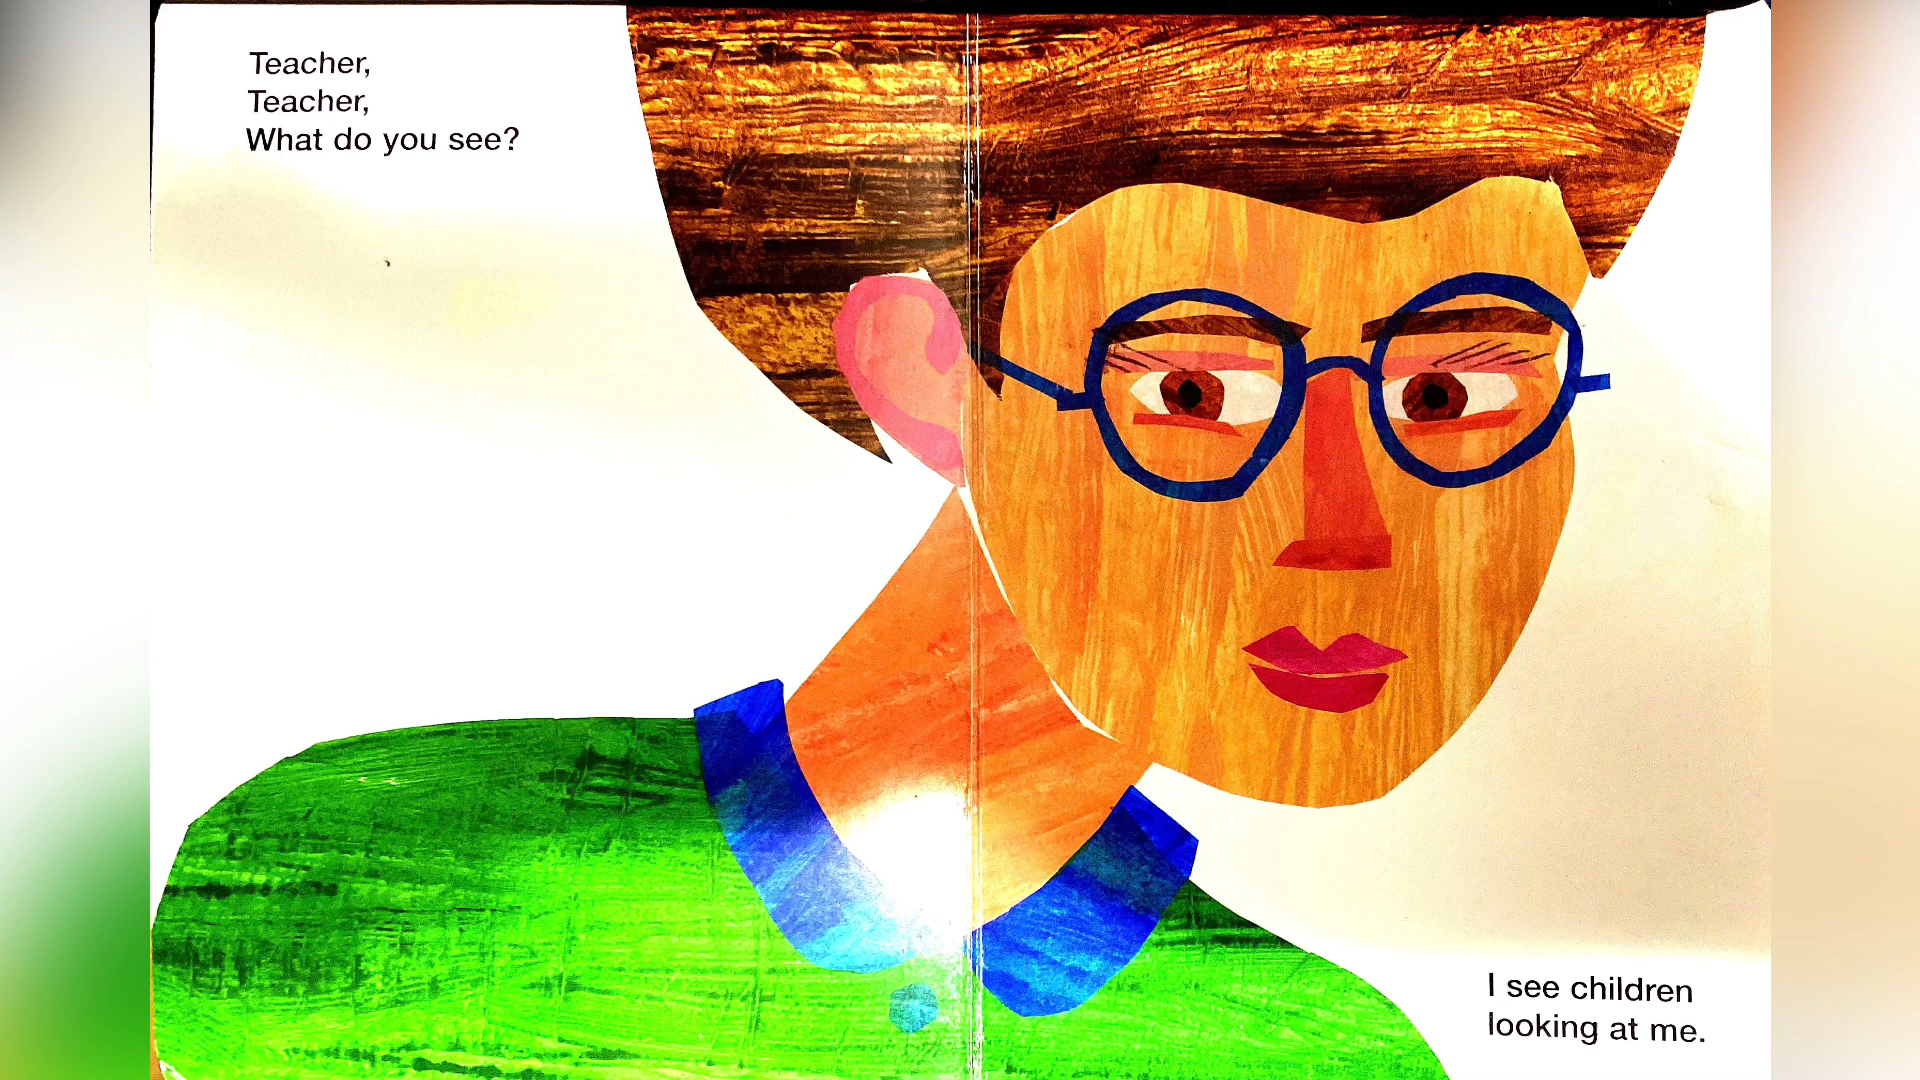 Teacher,
Teacher,
What do you see?
I see children
looking at me.